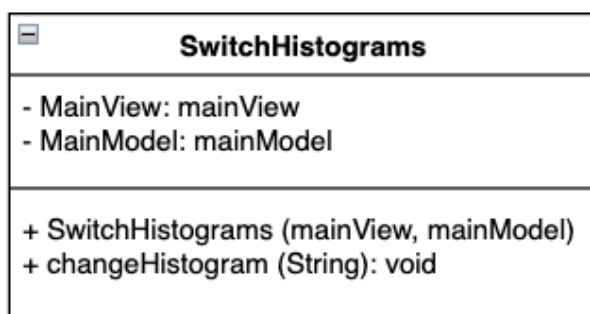 SwitchHistograms
- MainView: mainView
- MainModel: mainModel
+ SwitchHistograms (mainView, mainModel)
+ changeHistogram (String): void